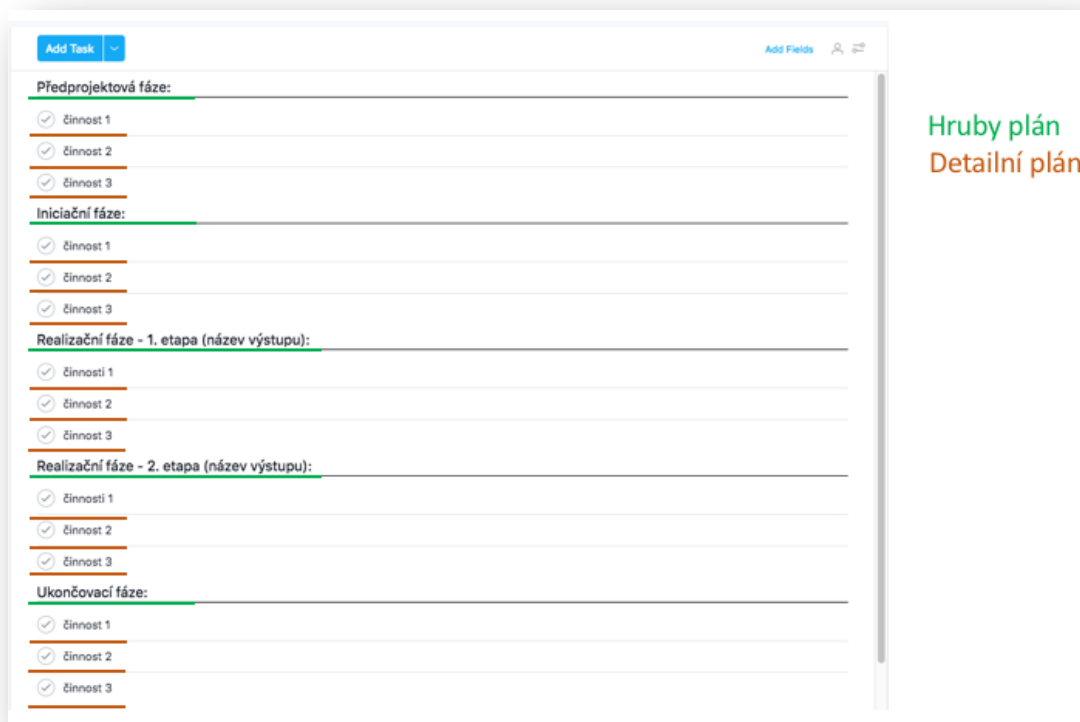 Add Task
Add Fields
Předprojektová fáze:
činnost 1
činnost 2
činnost 3
Iniciační fáze:
činnost 1
činnost 2
činnost 3
Realizační fáze - 1. etapa (název výstupu):
činnosti 1
činnost 2
činnost 3
Realizační fáze - 2. etapa (název výstupu):
činnosti 1
činnost 2
činnost 3
Ukončovací fáze:
činnost 1
činnost 2
činnost 3
Hruby plán
Detailní plán